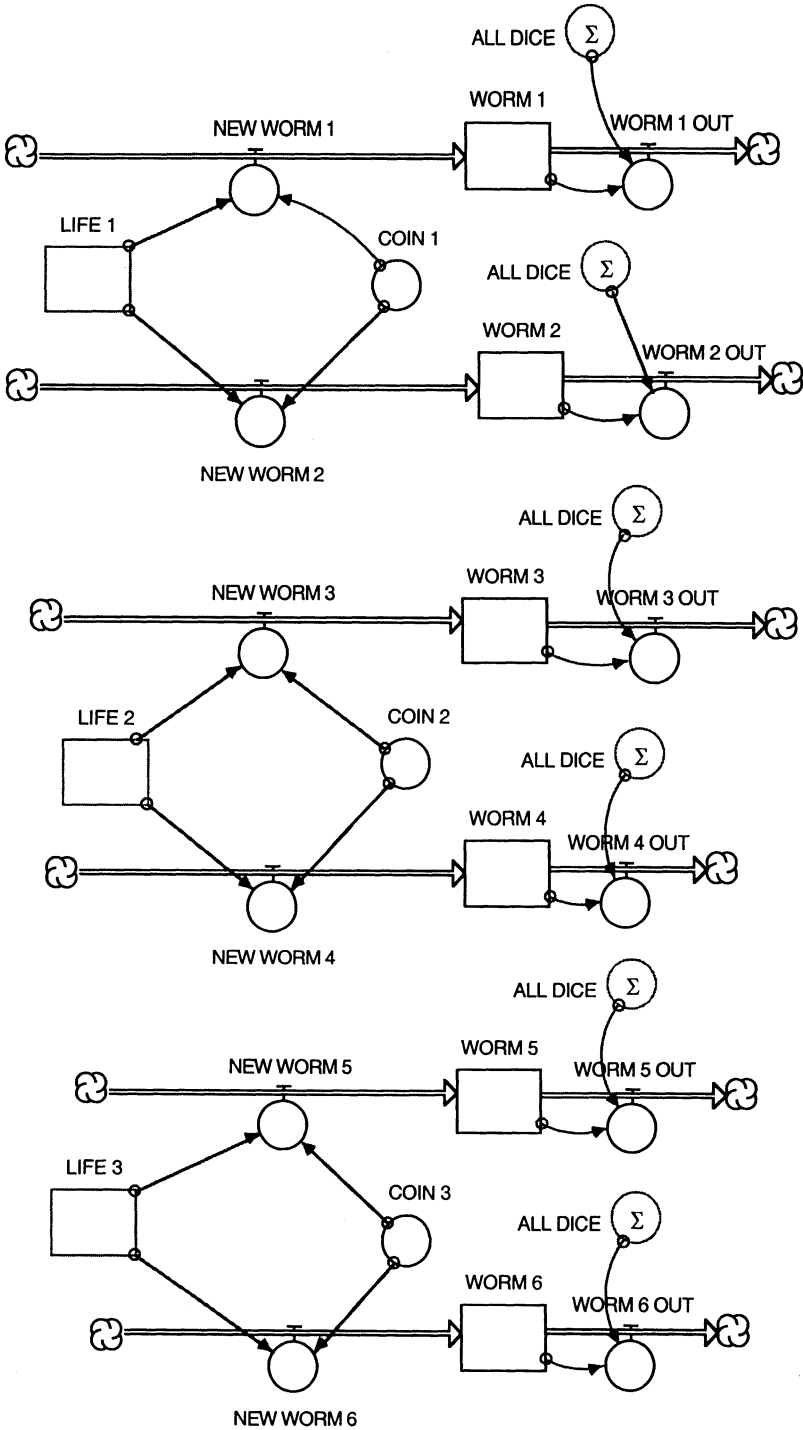 ALL DICE
Σ
WORM 1
NEW WORM 1
WORM 1 OUT
LIFE 1
COIN 1
ALL DICE
Σ
WORM 2
WORM 2 OUT
NEW WORM 2
ALL DICE
Σ
WORM 3
NEW WORM 3
WORM 3 OUT
LIFE 2
COIN 2
ALL DICE
Σ
WORM 4
WORM 4 OUT
NEW WORM 4
ALL DICE
Σ
WORM 5
NEW WORM 5
WORM 5 OUT
LIFE 3
COIN 3
ALL DICE
Σ
WORM 6
WORM 6 OUT
NEW WORM 6